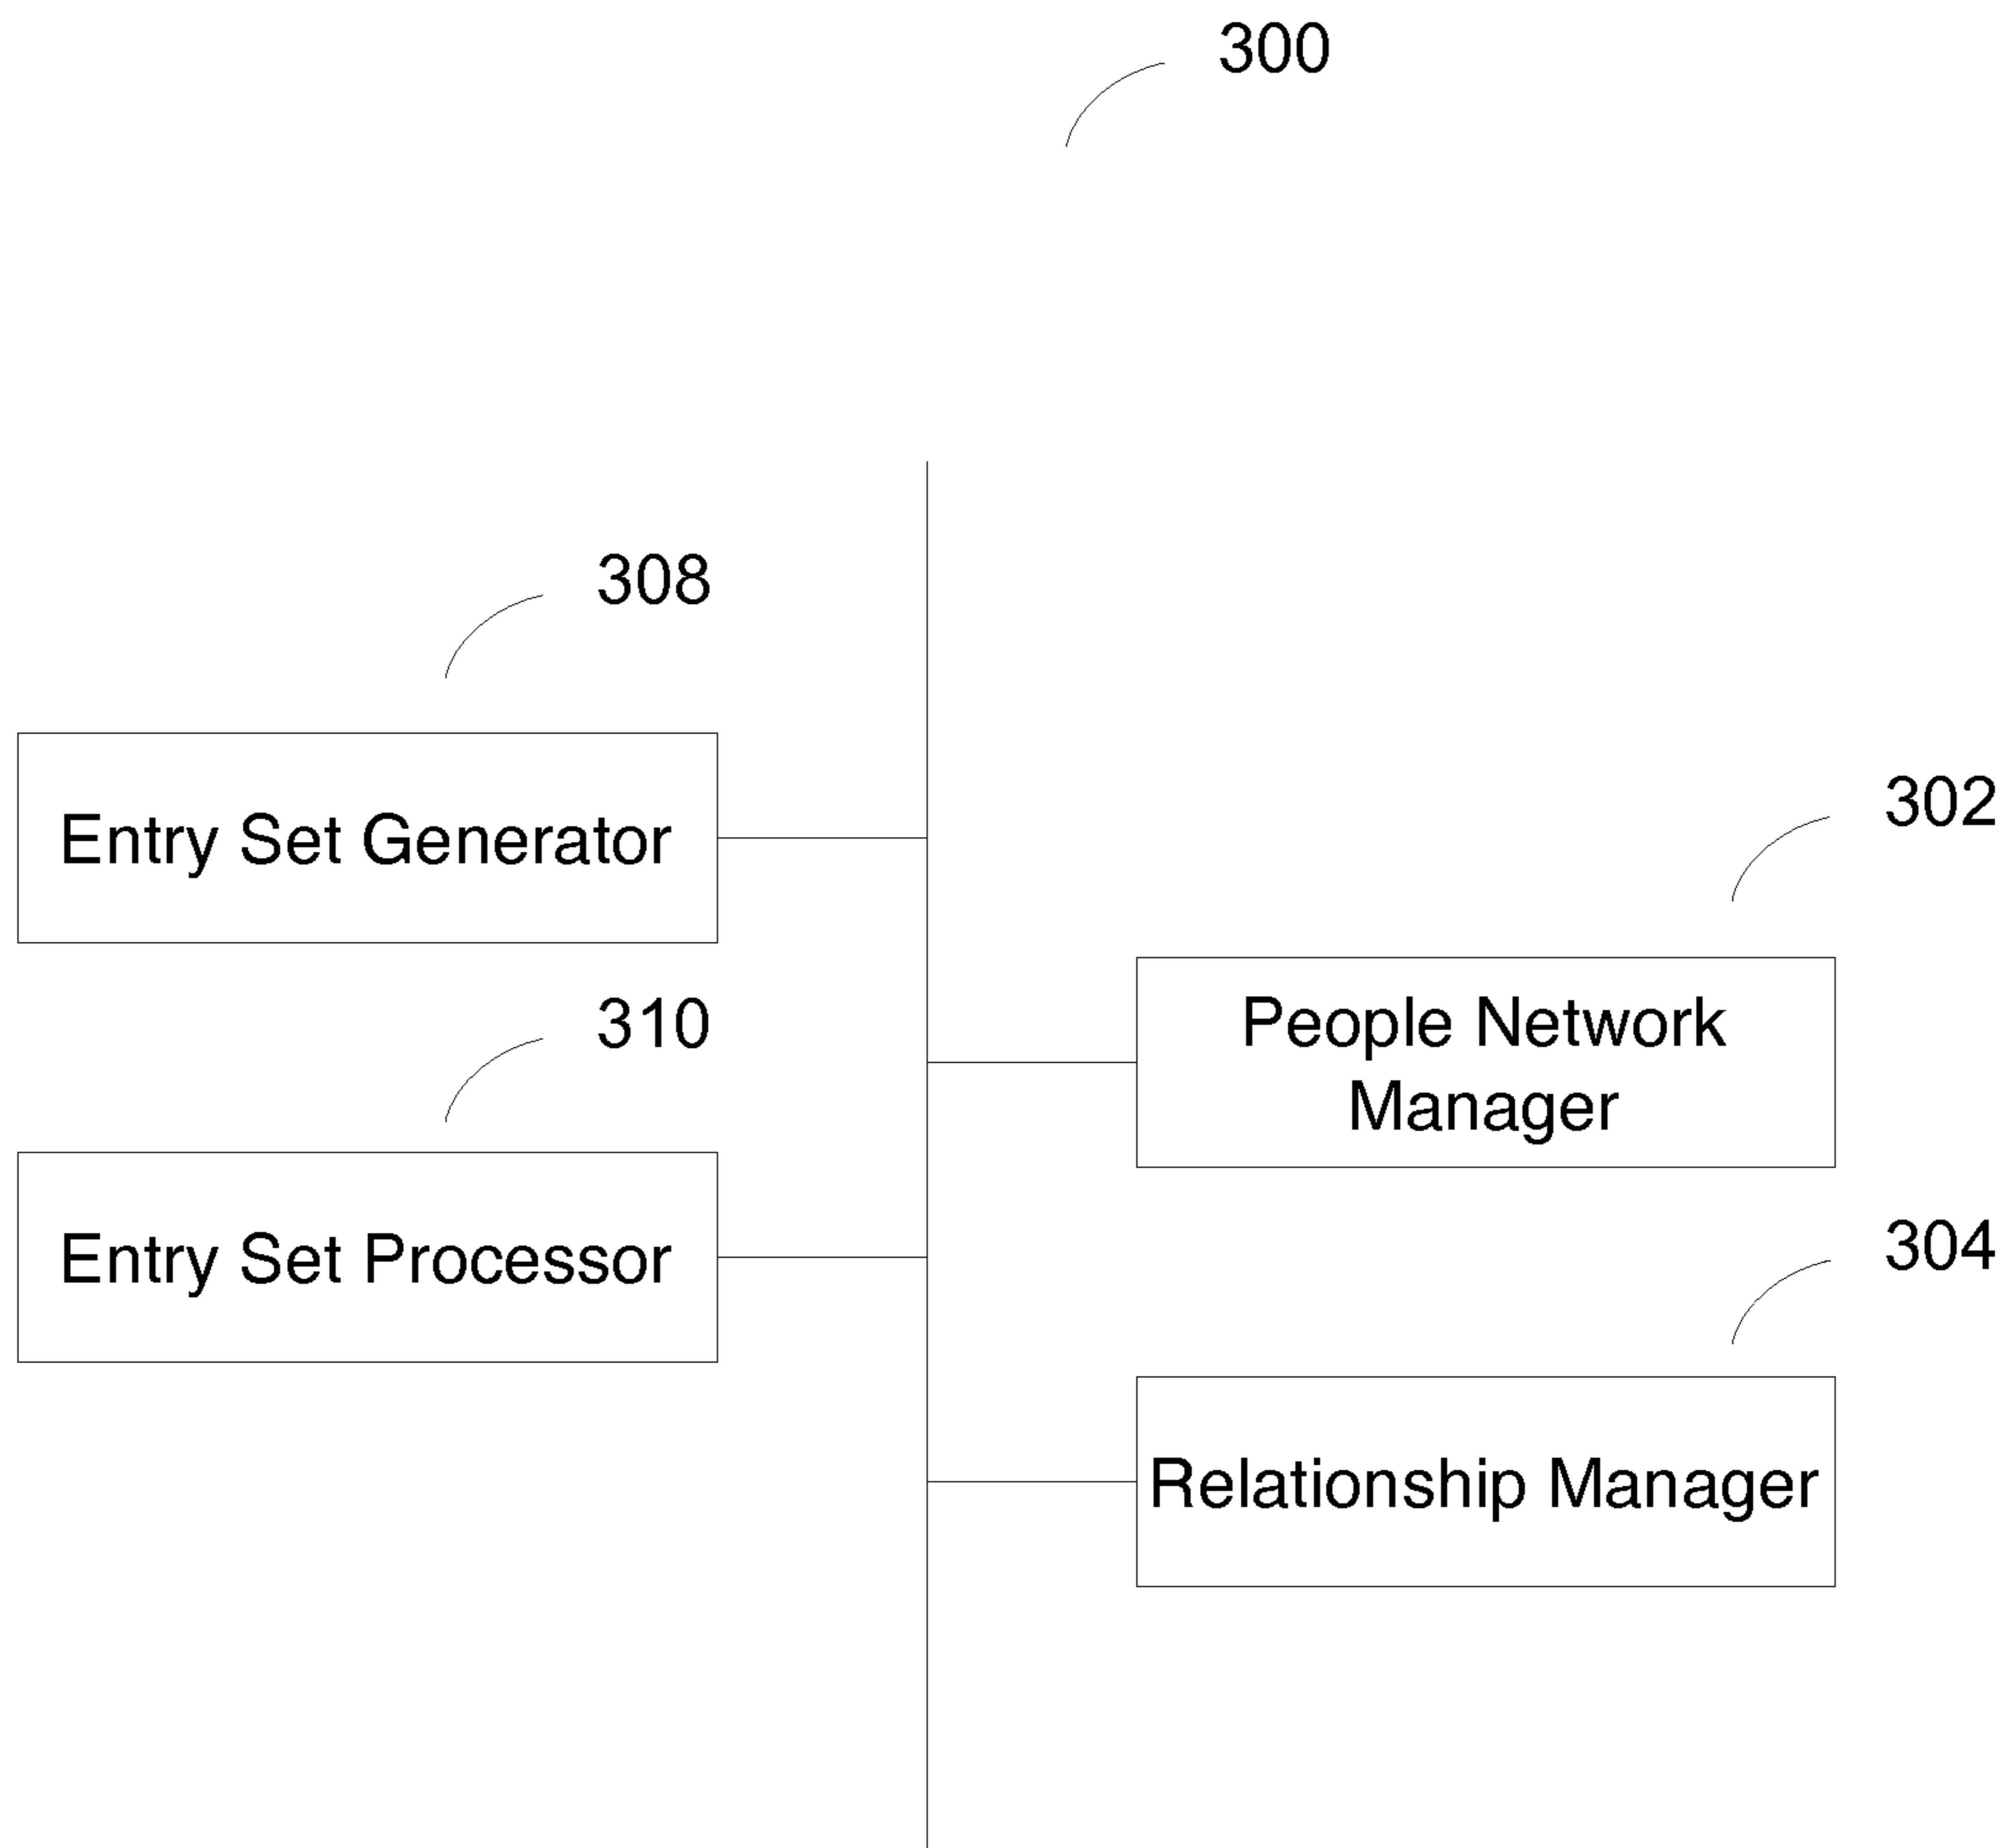 300
308
Entry Set Generator
302
People Network
Manager
310
Entry Set Processor
304
Relationship Manager